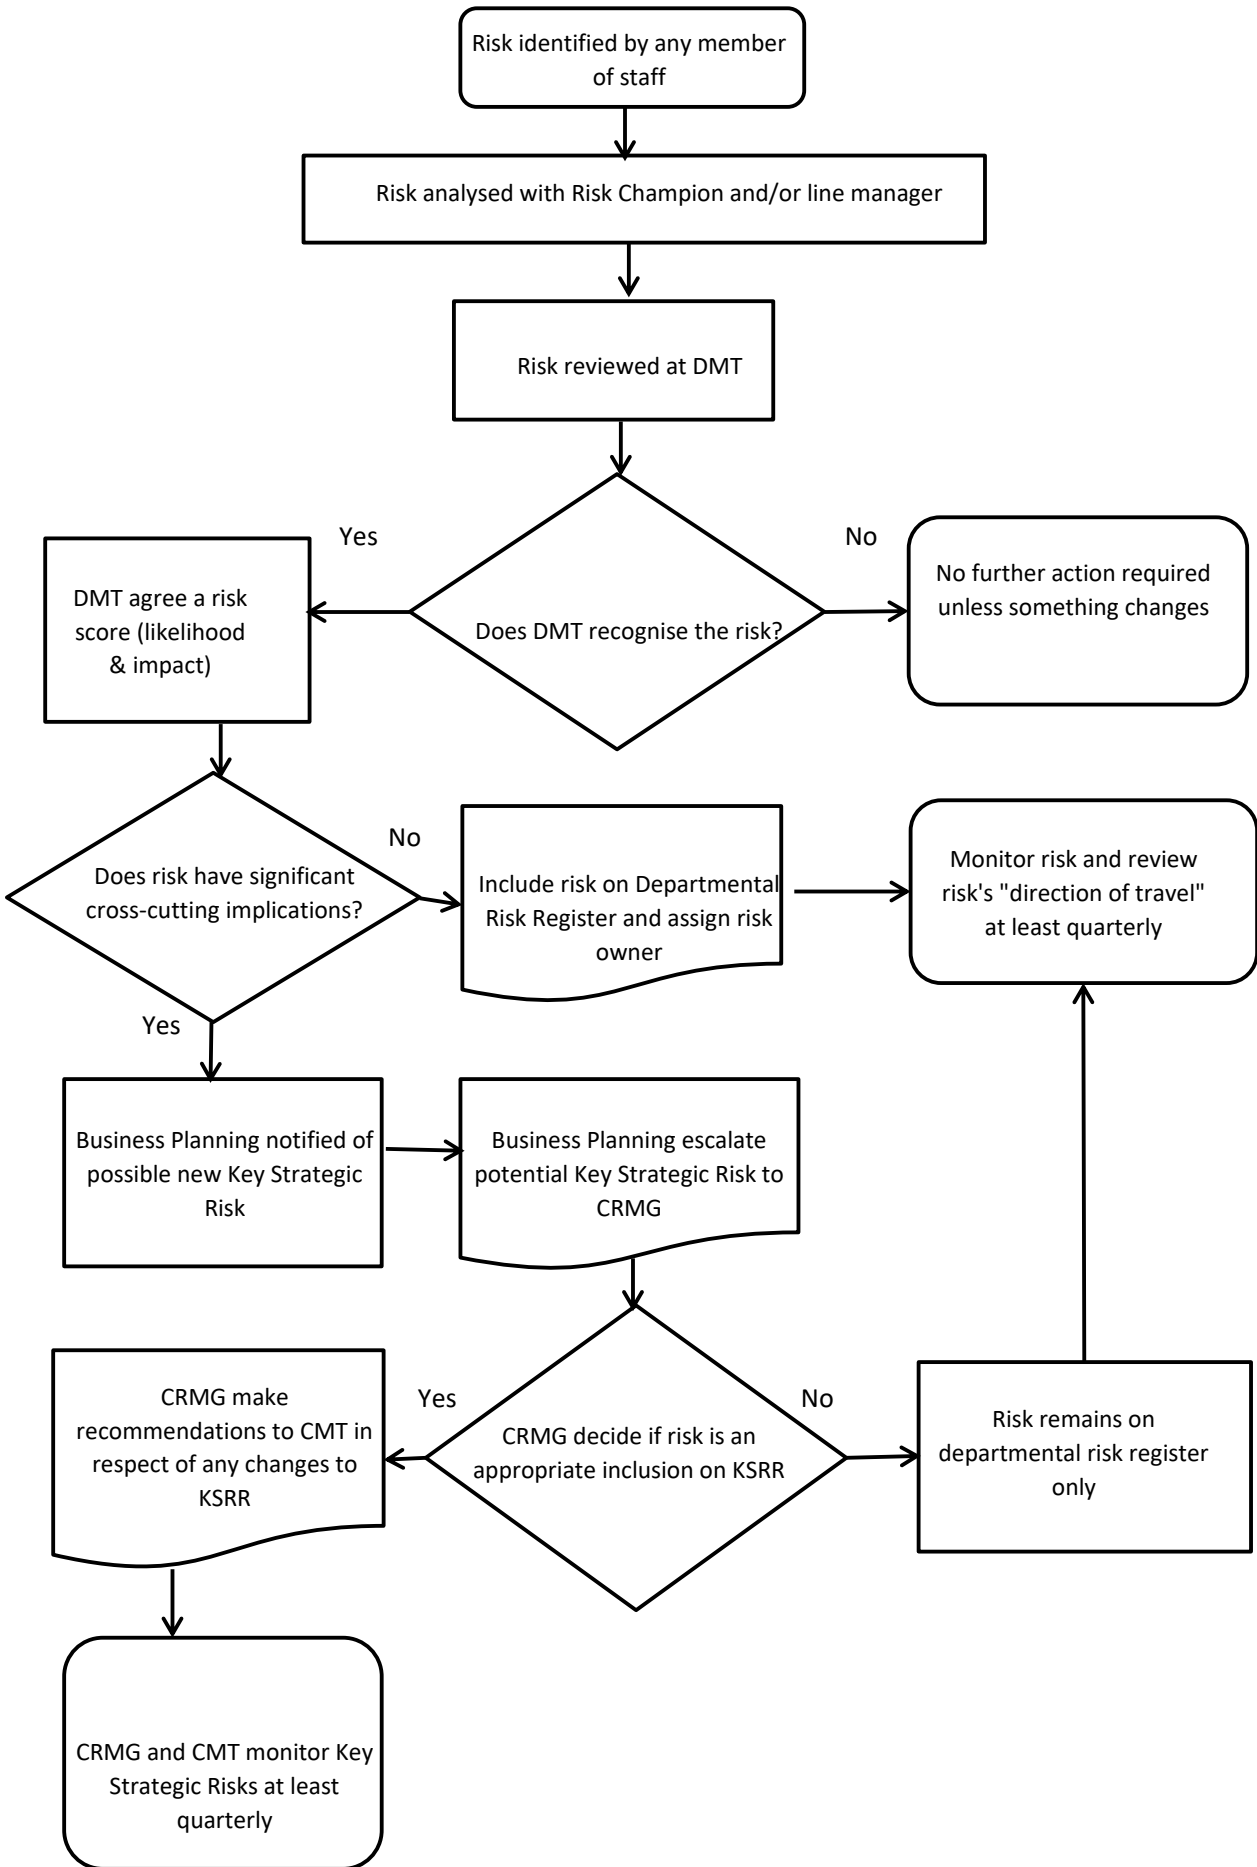 Risk identified by any member
of staff
Risk analysed with Risk Champion and/or line manager
Risk reviewed at DMT
Yes
No
DMT agree a risk
score (likelihood
& impact)
Does DMT recognise the risk?
No further action required
unless something changes
No
Does risk have significant
cross-cutting implications?
Include risk on Departmental
Risk Register and assign risk
owner
Monitor risk and review
risk's "direction of travel"
at least quarterly
Yes
Business Planning notified of
possible new Key Strategic
Risk
Business Planning escalate
potential Key Strategic Risk to
CRMG
CRMG make
recommendations to CMT in
respect of any changes to
KSRR
Yes
No
CRMG decide if risk is an
appropriate inclusion on KSRR
Risk remains on
departmental risk register
only
CRMG and CMT monitor Key
Strategic Risks at least
quarterly